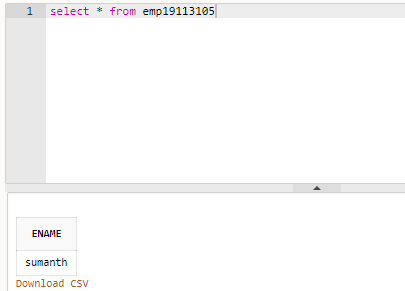 1 select * from emp19113105
ENAME
sumanth
Download CSV